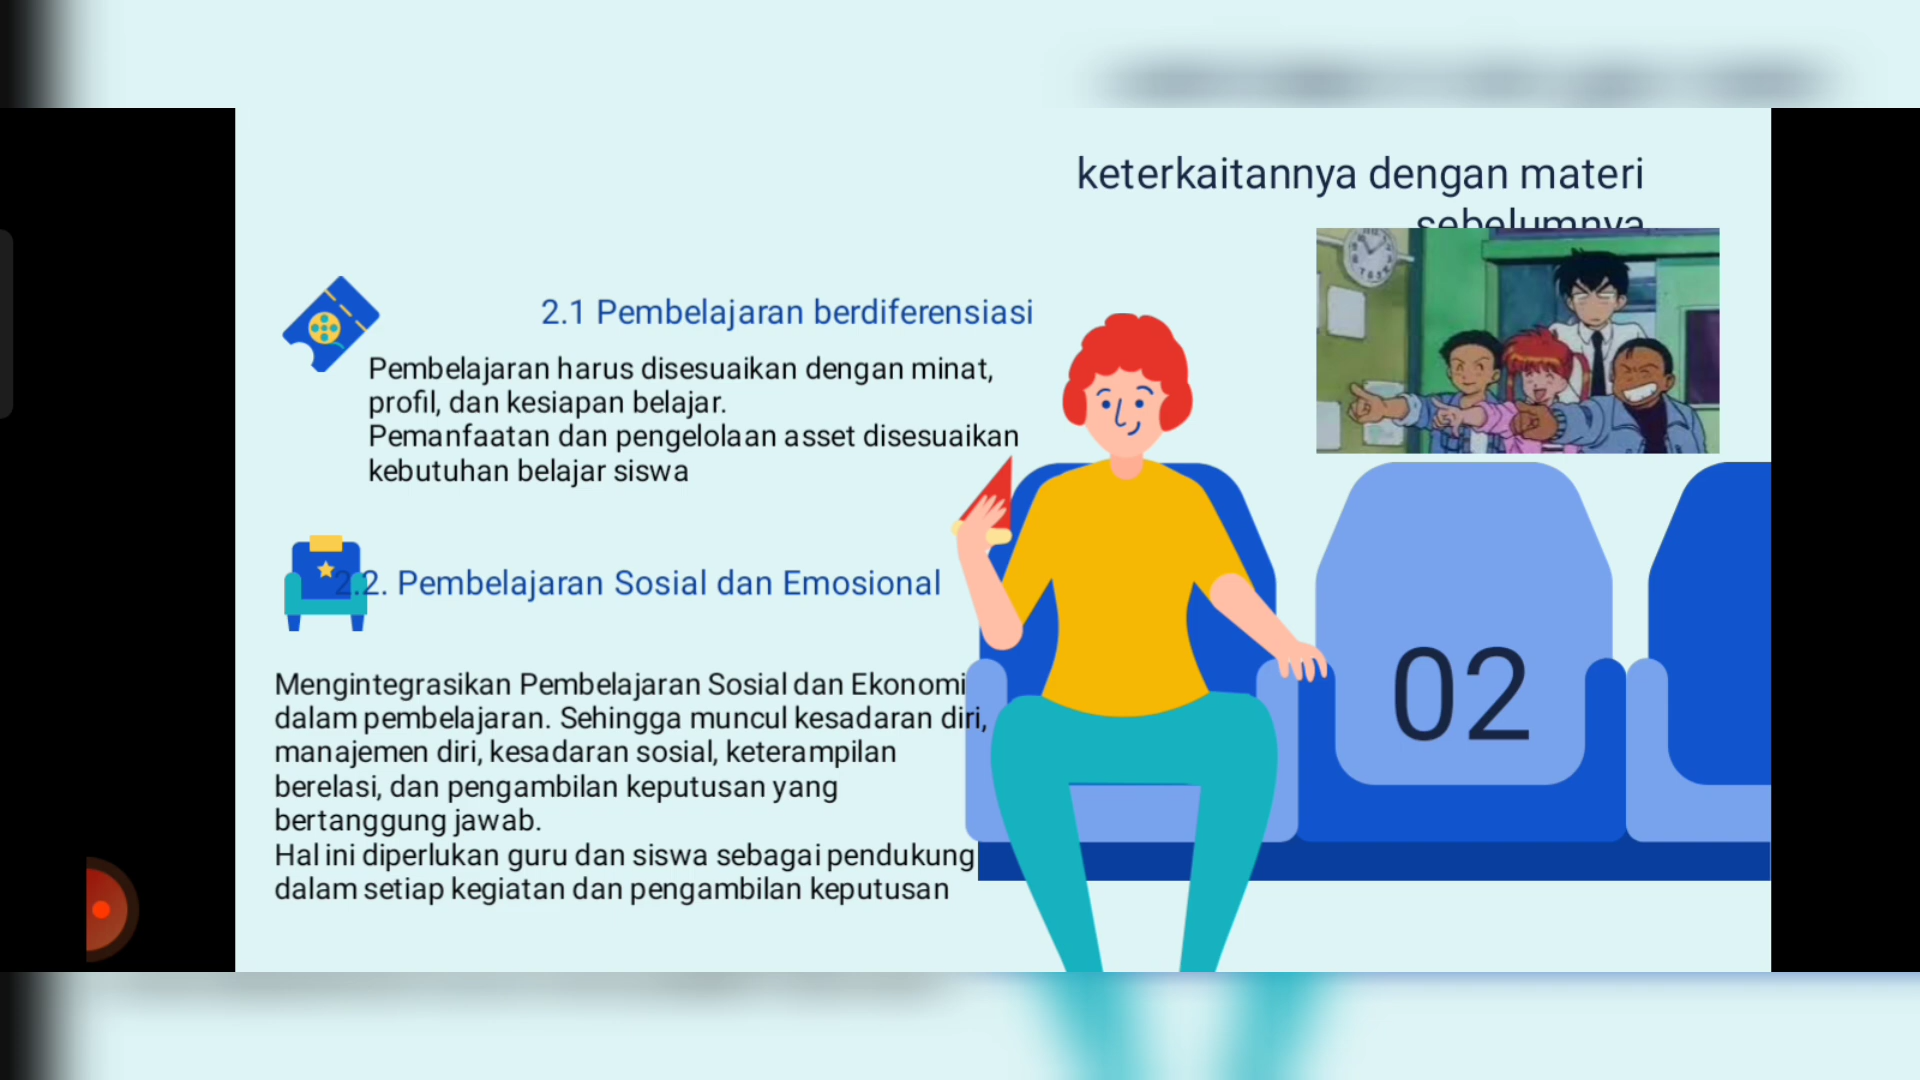 keterkaitannya dengan materi
sebelumnya
2.1 Pembelajaran berdiferensiasi
Pembelajaran harus disesuaikan dengan minat,
profil, dan kesiapan belajar.
Pemanfaatan dan pengelolaan asset disesuaikan
kebutuhan belajar siswa
2.2. Pembelajaran Sosial dan Emosional
Mengintegrasikan Pembelajaran Sosial dan Ekonomi
dalam pembelajaran. Sehingga muncul kesadaran diri,
manajemen diri, kesadaran sosial, keterampilan
berelasi, dan pengambilan keputusan yang
bertanggung jawab.
Hal ini diperlukan guru dan siswa sebagai pendukung
dalam setiap kegiatan dan pengambilan keputusan
02